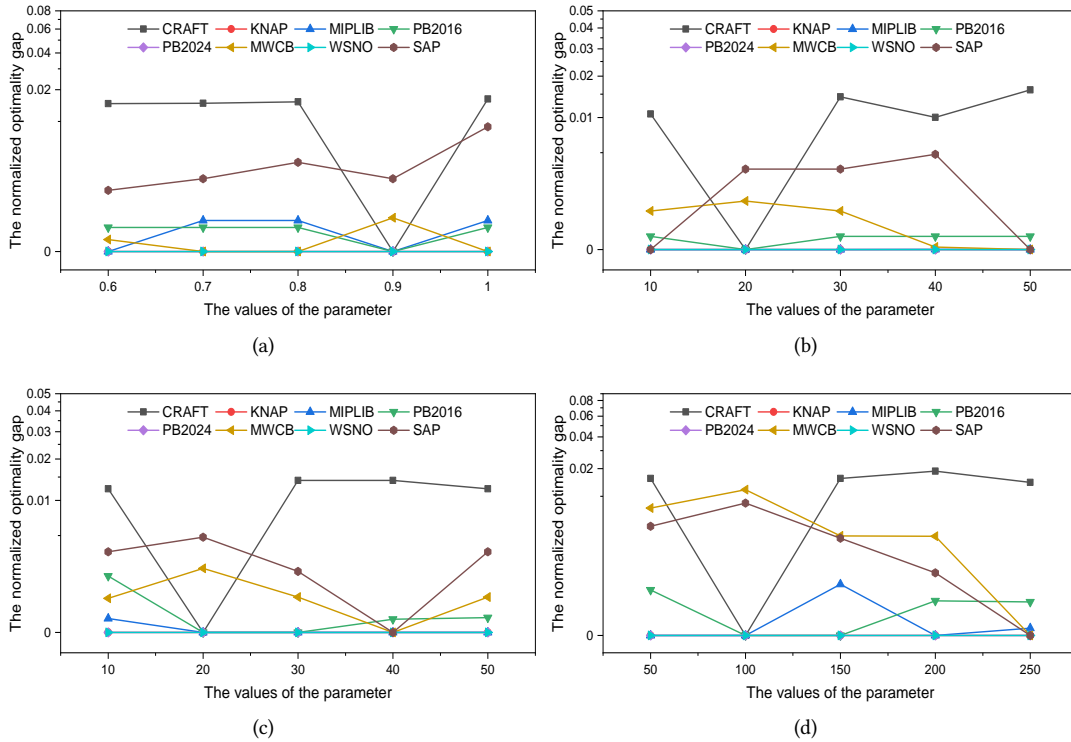 CRAFT KNAP MIPLIB PB2016
PB2024 MWCB WSNO SAP
The normalized optimality gap
0.08
0.06
0.04
0.02
0
0.6 0.7 0.8 0.9 1
The values of the parameter
(a)
CRAFT KNAP MIPLIB PB2016
PB2024 MWCB WSNO SAP
The normalized optimality gap
0.05
0.04
0.03
0.02
0.01
0
10 20 30 40 50
The values of the parameter
(b)
CRAFT KNAP MIPLIB PB2016
PB2024 MWCB WSNO SAP
The normalized optimality gap
0.05
0.04
0.03
0.02
0.01
0
10 20 30 40 50
The values of the parameter
(c)
CRAFT KNAP MIPLIB PB2016
PB2024 MWCB WSNO SAP
The normalized optimality gap
0.08
0.06
0.04
0.02
0
50 100 150 200 250
The values of the parameter
(d)